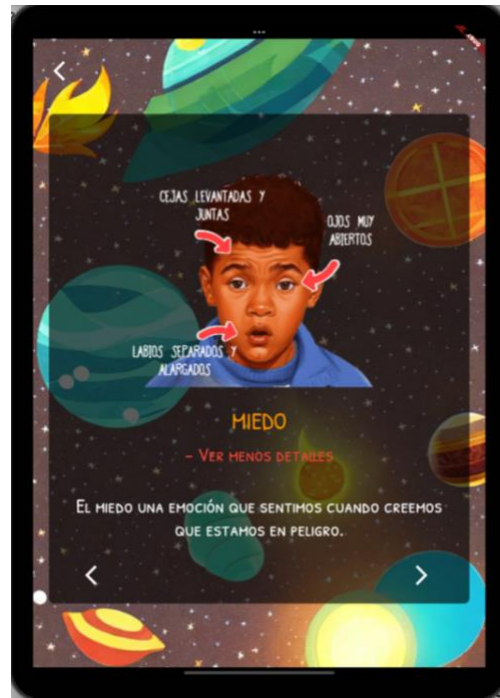 CEJAS LEVANTADAS Y
JUNTAS
OJOS MUY
ABIERTOS
LABIOS SEPARADOS Y
ALARGADOS
MIEDO
- VER MENOS DETALLES
EL MIEDO UNA EMOCIÓN QUE SENTIMOS CUANDO CREEMOS
QUE ESTAMOS EN PELIGRO.